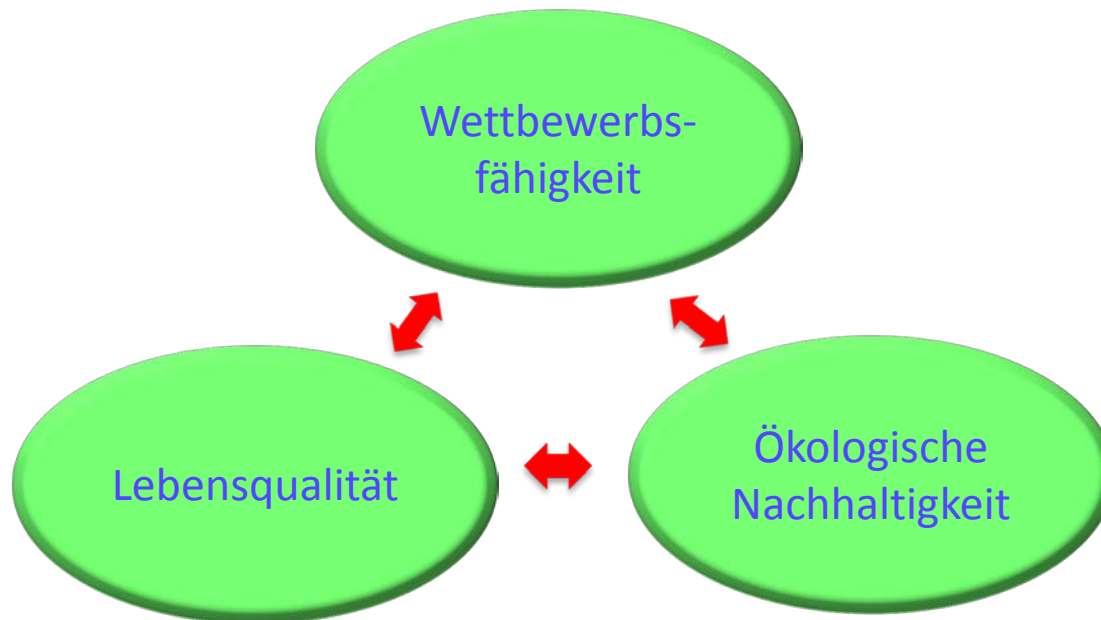 Wettbewerbs-
fähigkeit
Lebensqualität
Ökologische
Nachhaltigkeit